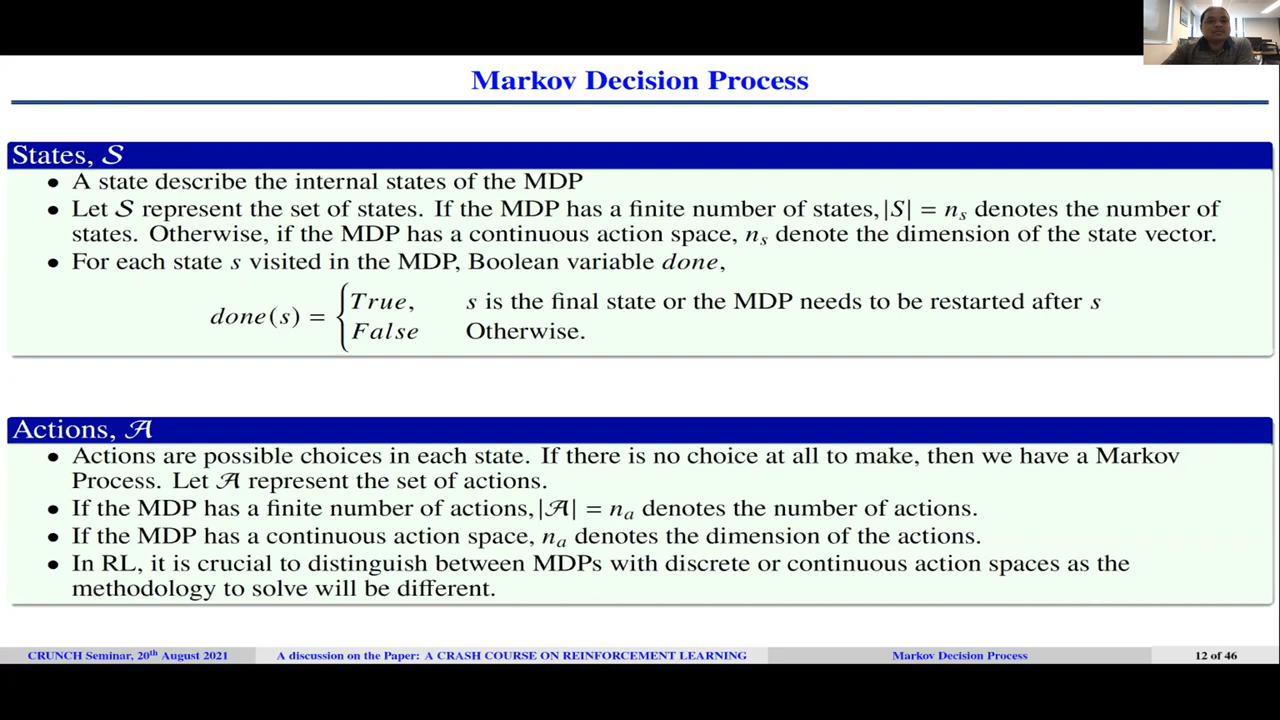 Markov Decision Process
States, 𝒮
• A state describe the internal states of the MDP
• Let 𝒮 represent the set of states. If the MDP has a finite number of states, |S| = nₛ denotes the number of
states. Otherwise, if the MDP has a continuous action space, nₛ denote the dimension of the state vector.
• For each state s visited in the MDP, Boolean variable done,
done(s) = { True, s is the final state or the MDP needs to be restarted after s
False Otherwise.
Actions, 𝒜
• Actions are possible choices in each state. If there is no choice at all to make, then we have a Markov
Process. Let 𝒜 represent the set of actions.
• If the MDP has a finite number of actions, |𝒜| = nₐ denotes the number of actions.
• If the MDP has a continuous action space, nₐ denotes the dimension of the actions.
• In RL, it is crucial to distinguish between MDPs with discrete or continuous action spaces as the
methodology to solve will be different.
CRUNCH Seminar, 20th August 2021 A discussion on the Paper: A CRASH COURSE ON REINFORCEMENT LEARNING Markov Decision Process 12 of 46